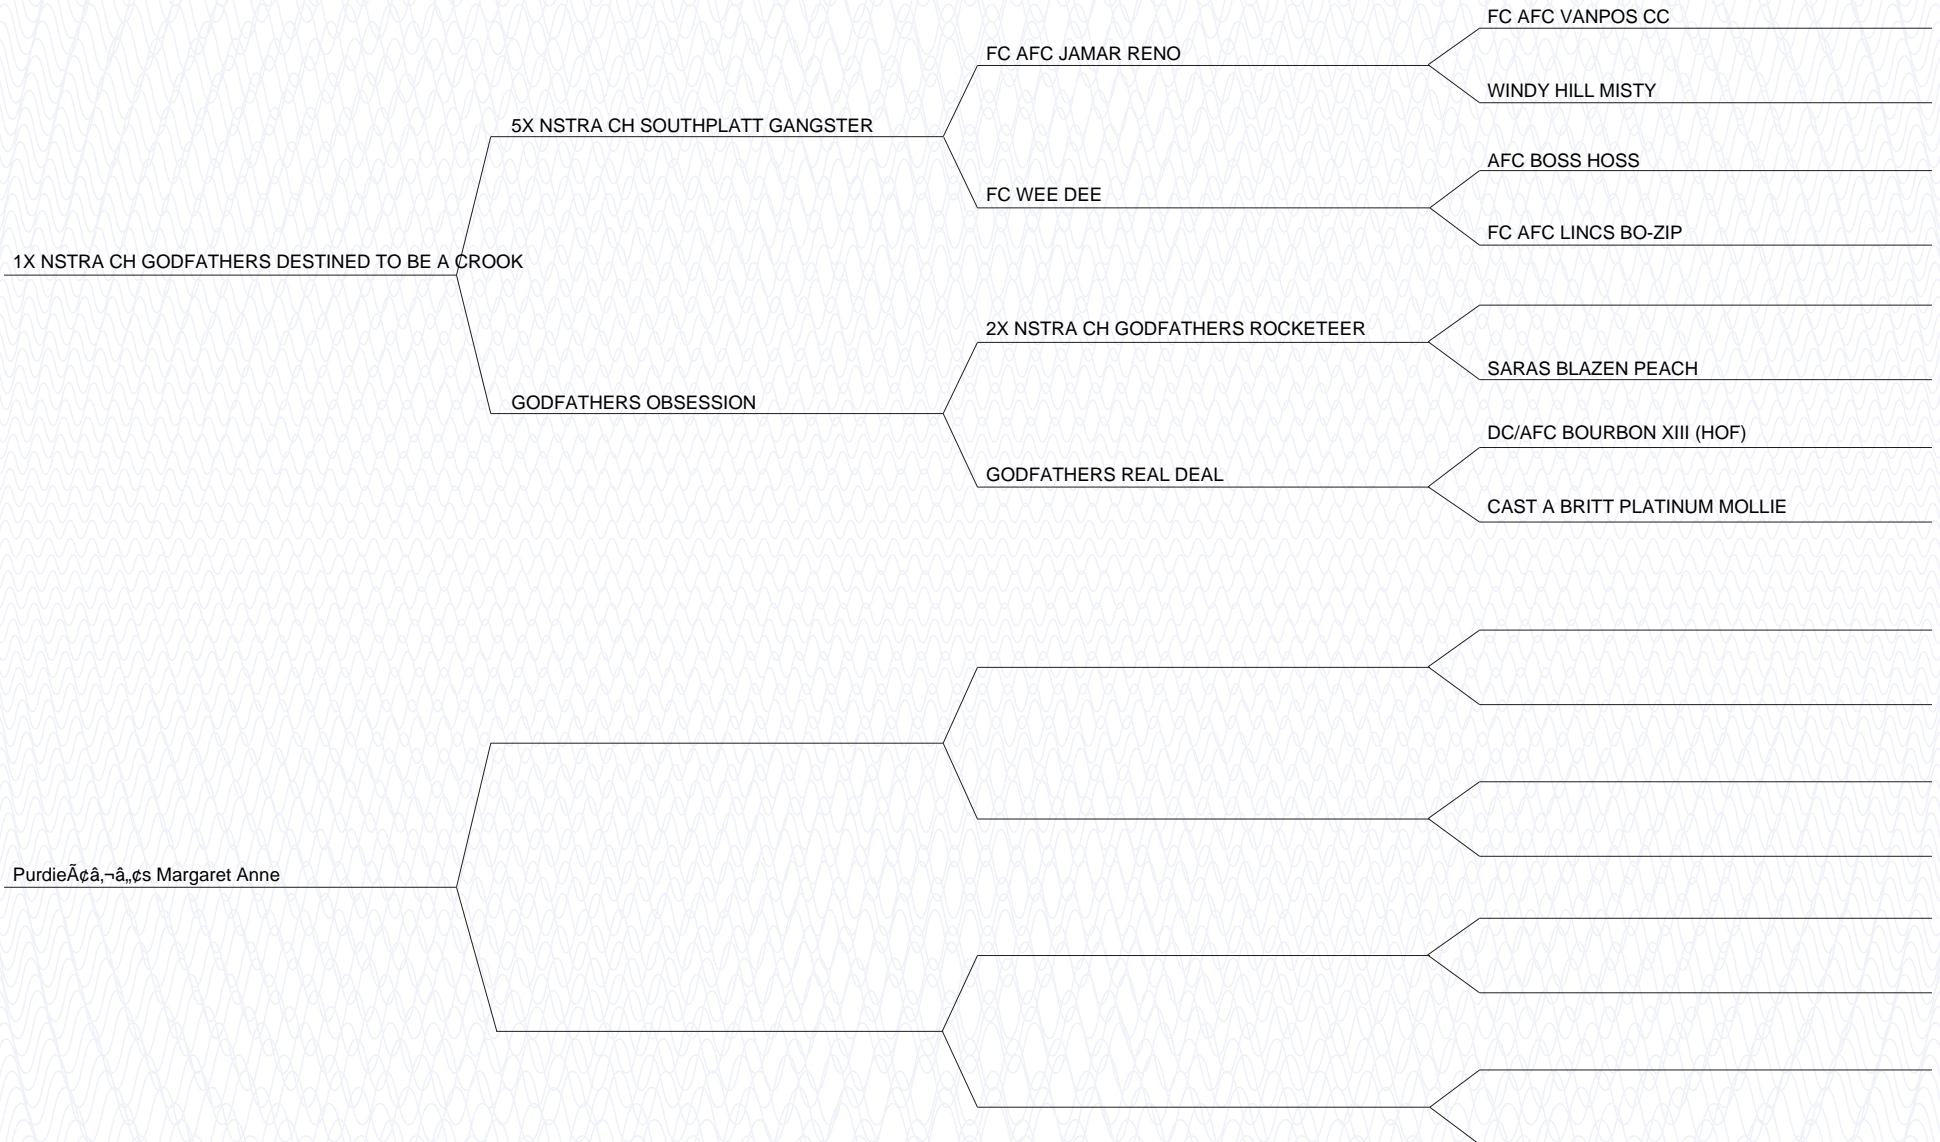 FC AFC VANPOS CC
FC AFC JAMAR RENO
WINDY HILL MISTY
5X NSTRA CH SOUTHPLATT GANGSTER
AFC BOSS HOSS
FC WEE DEE
FC AFC LINCS BO-ZIP
1X NSTRA CH GODFATHERS DESTINED TO BE A CROOK
2X NSTRA CH GODFATHERS ROCKETEER
SARAS BLAZEN PEACH
GODFATHERS OBSESSION
DC/AFC BOURBON XIII (HOF)
GODFATHERS REAL DEAL
CAST A BRITT PLATINUM MOLLIE
PurdieÃ¢â‚¬â„¢s Margaret Anne